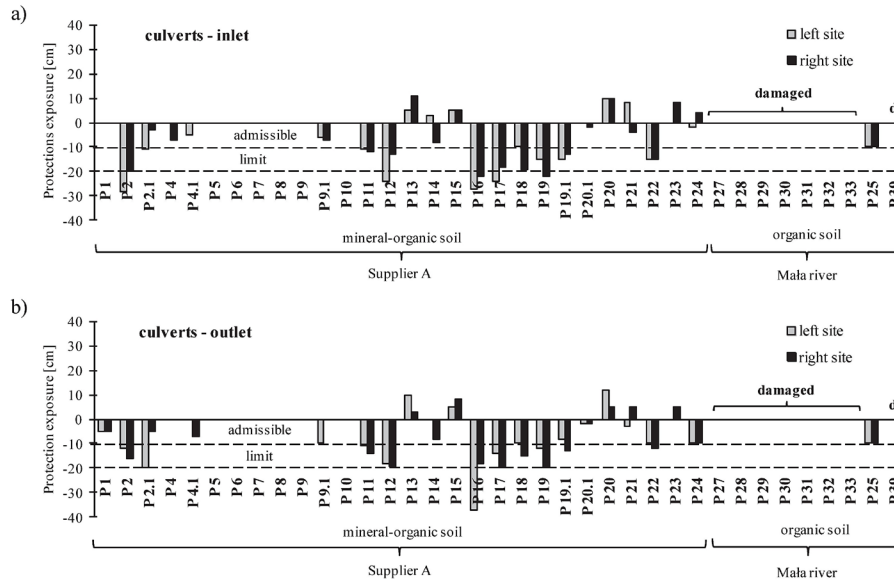 a)
culverts - inlet
left site
right site
Protections exposure [cm]
40
30
20
10
0
-10
-20
-30
-40
admissible
limit
damaged
P1
P2
P2.1
P4
P4.1
P5
P6
P7
P8
P9
P9.1
P10
P11
P12
P13
P14
P15
P16
P17
P18
P19
P19.1
P20.1
P20
P21
P22
P23
P24
P27
P28
P29
P30
P31
P32
P33
P25
mineral-organic soil
organic soil
Supplier A
Mała river
b)
culverts - outlet
left site
right site
Protection exposure [cm]
40
30
20
10
0
-10
-20
-30
-40
admissible
limit
damaged
P1
P2
P2.1
P4
P4.1
P5
P6
P7
P8
P9
P9.1
P10
P11
P12
P13
P14
P15
P16
P17
P18
P19
P19.1
P20.1
P20
P21
P22
P23
P24
P27
P28
P29
P30
P31
P32
P33
P25
mineral-organic soil
organic soil
Supplier A
Mała river